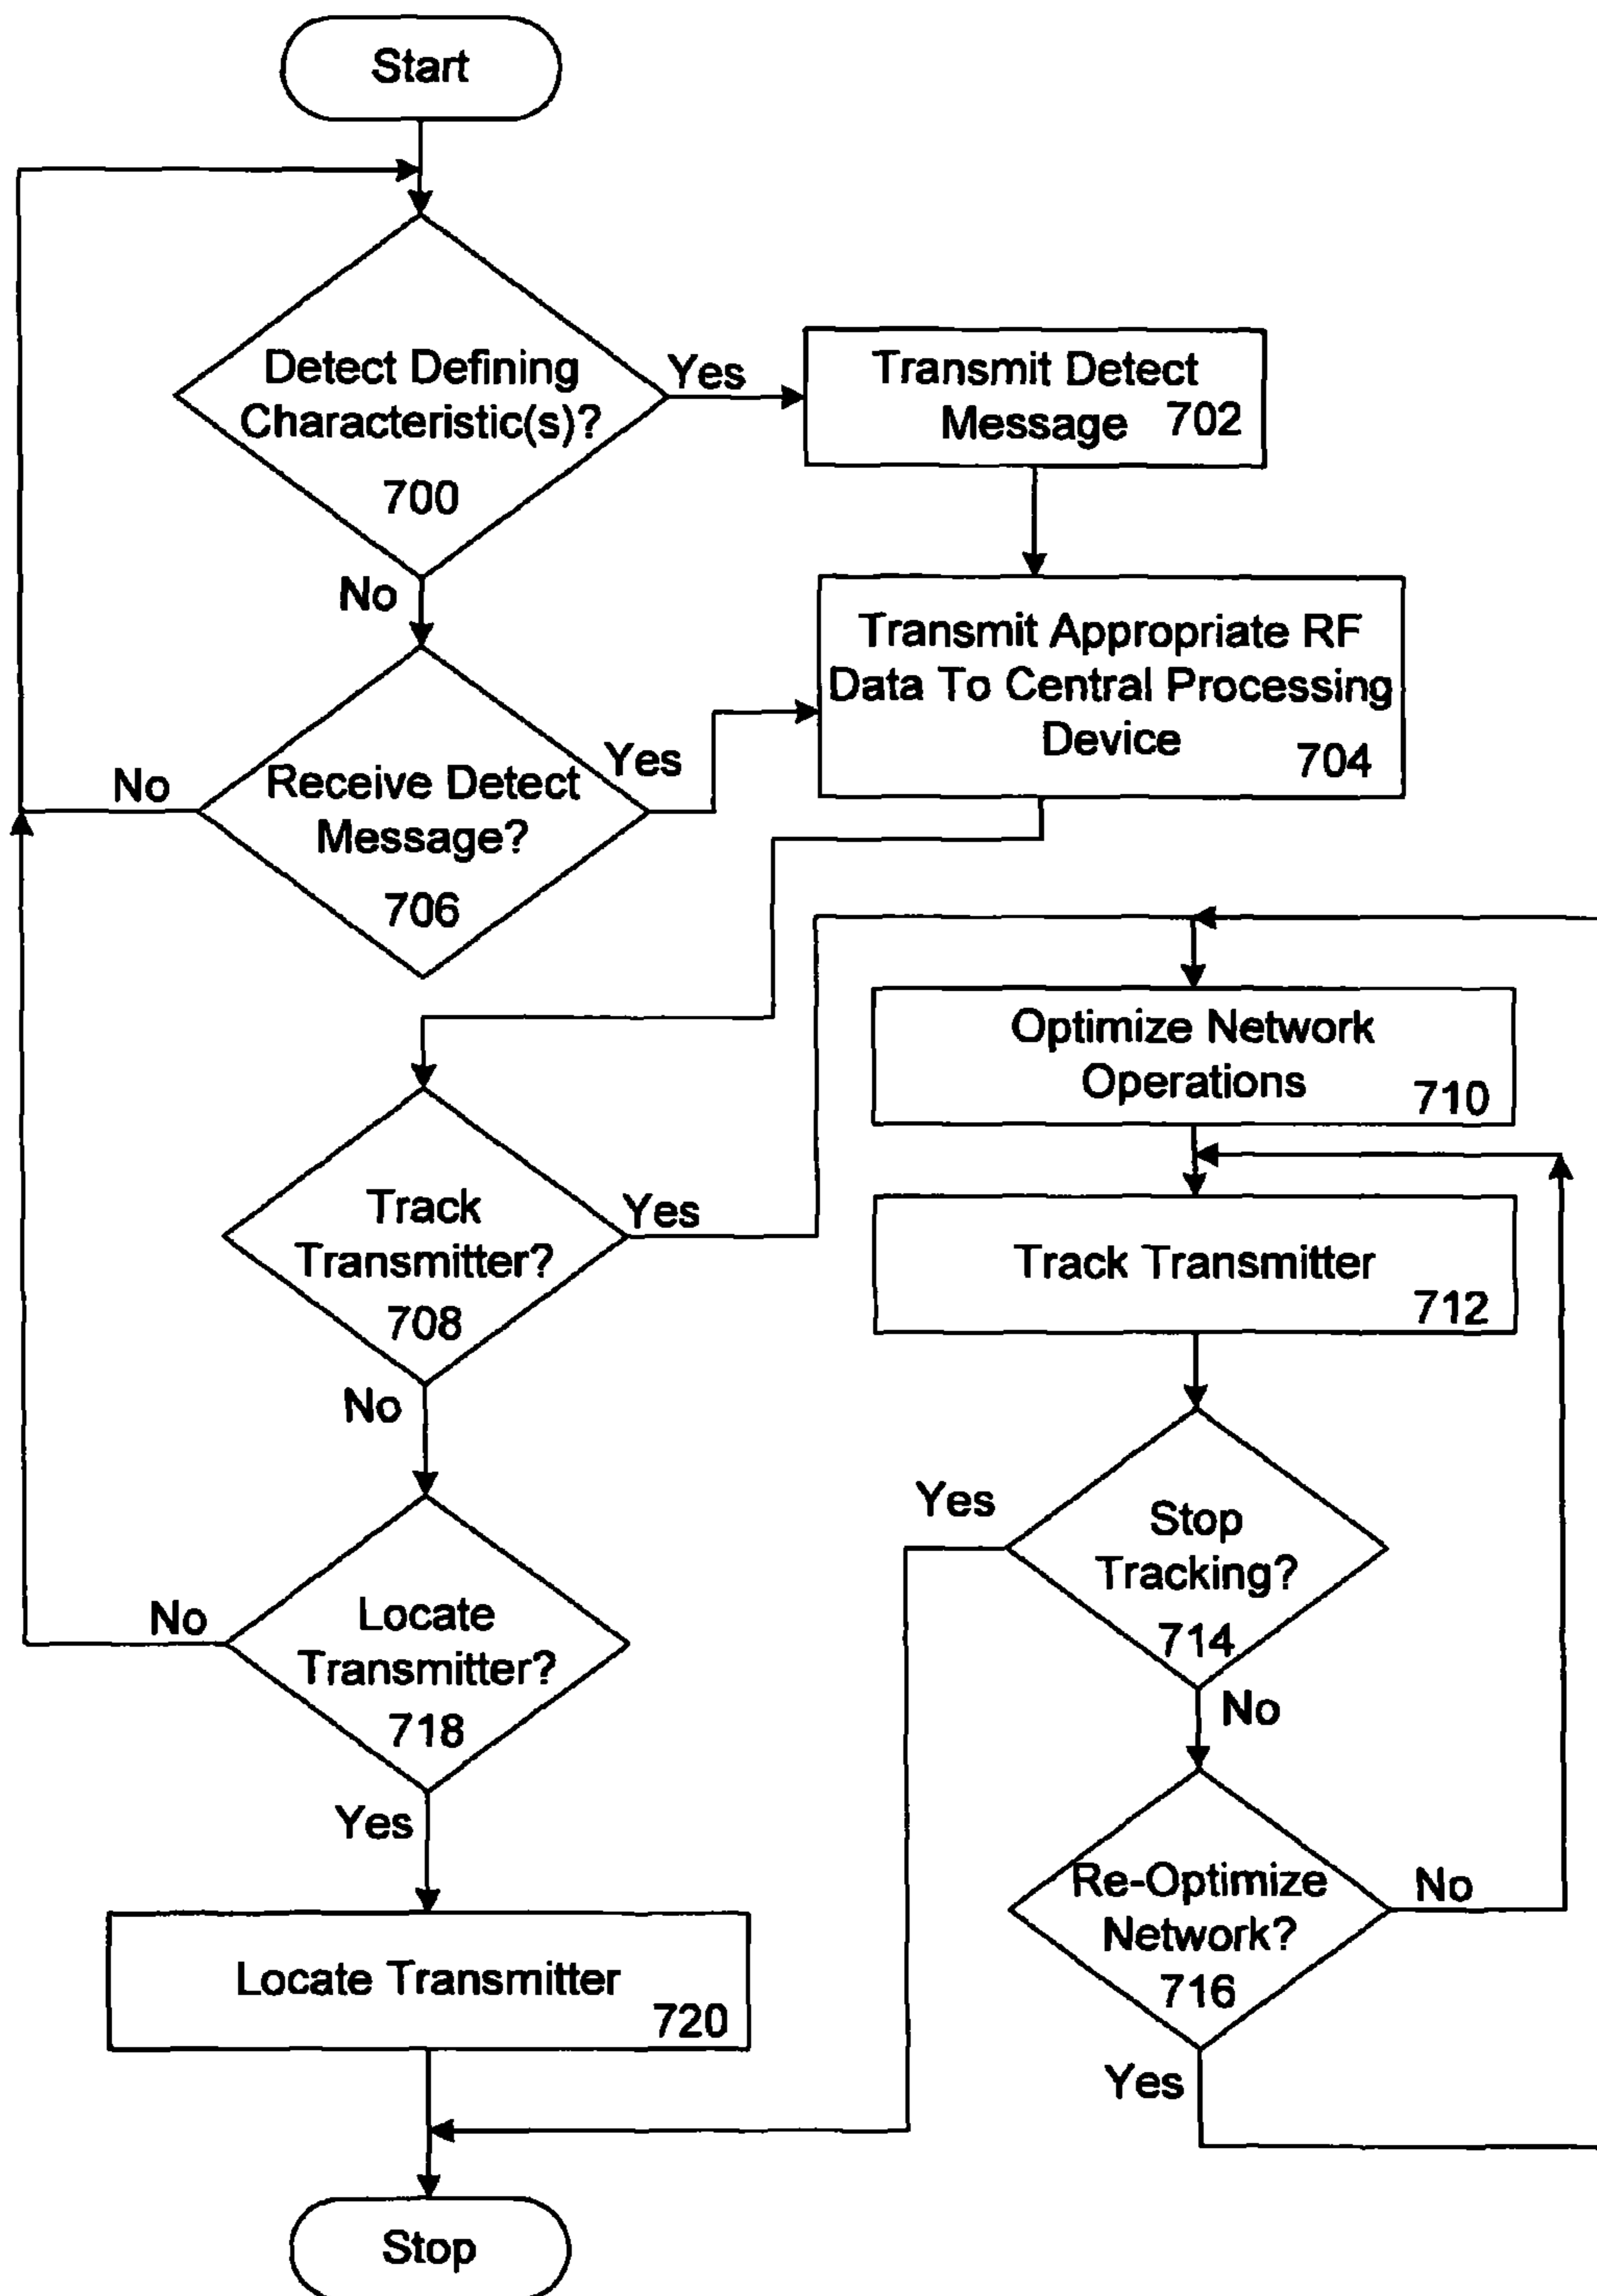 Start
Detect Defining
Characteristic(s)?
700
Yes
No
Transmit Detect
Message 702
Transmit Appropriate RF
Data To Central Processing
Device
704
Receive Detect
Message?
706
Yes
No
Optimize Network
Operations
710
Track
Transmitter?
708
Yes
No
Track Transmitter
712
Stop
Tracking?
714
Yes
No
Locate
Transmitter?
718
No
Yes
Re-Optimize
Network?
716
No
Yes
Locate Transmitter
720
Stop